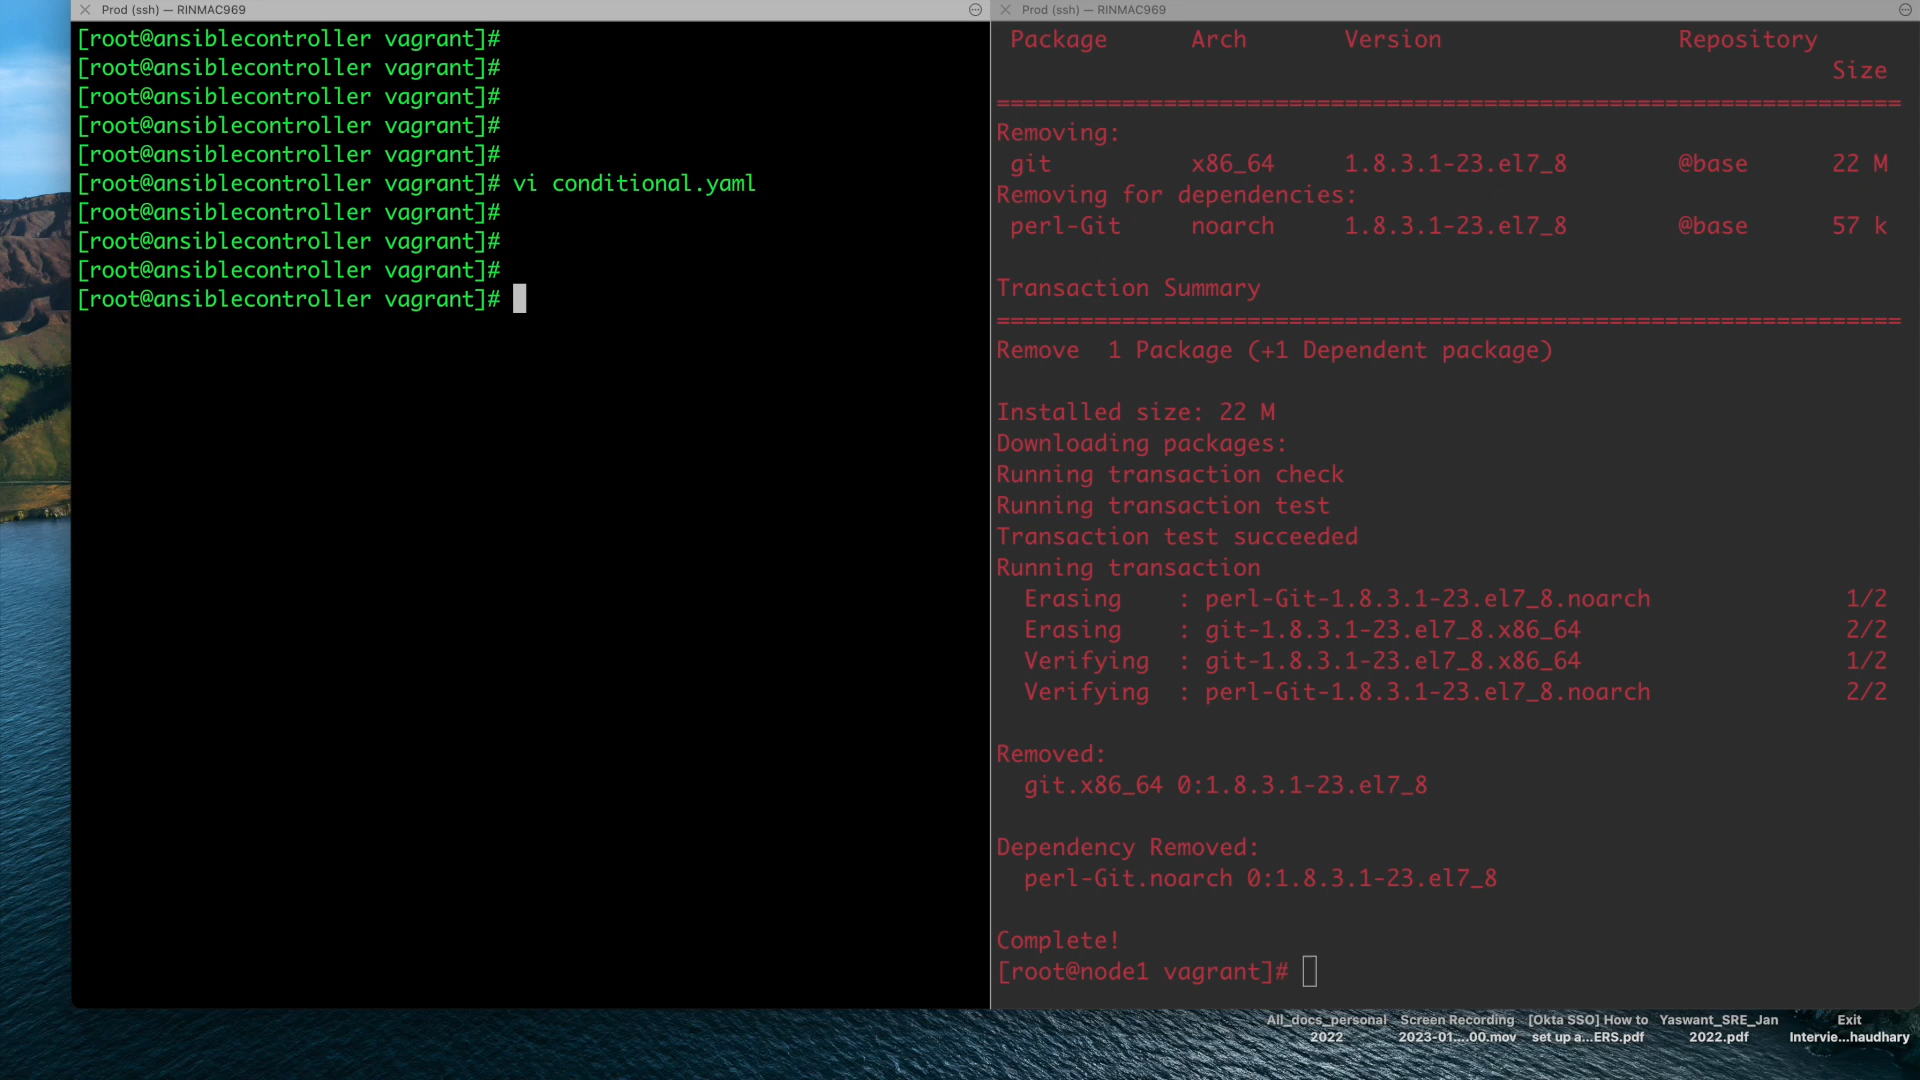 Prod (ssh) — RINMAC969
[root@ansiblecontroller vagrant]#
[root@ansiblecontroller vagrant]#
[root@ansiblecontroller vagrant]#
[root@ansiblecontroller vagrant]#
[root@ansiblecontroller vagrant]#
[root@ansiblecontroller vagrant]# vi conditional.yaml
[root@ansiblecontroller vagrant]#
[root@ansiblecontroller vagrant]#
[root@ansiblecontroller vagrant]#
[root@ansiblecontroller vagrant]#
Prod (ssh) — RINMAC969
Package Arch Version Repository
Size
================================================================
Removing:
git x86_64 1.8.3.1-23.el7_8 @base 22 M
Removing for dependencies:
perl-Git noarch 1.8.3.1-23.el7_8 @base 57 k
Transaction Summary
================================================================
Remove 1 Package (+1 Dependent package)
Installed size: 22 M
Downloading packages:
Running transaction check
Running transaction test
Transaction test succeeded
Running transaction
Erasing : perl-Git-1.8.3.1-23.el7_8.noarch 1/2
Erasing : git-1.8.3.1-23.el7_8.x86_64 2/2
Verifying : git-1.8.3.1-23.el7_8.x86_64 1/2
Verifying : perl-Git-1.8.3.1-23.el7_8.noarch 2/2
Removed:
git.x86_64 0:1.8.3.1-23.el7_8
Dependency Removed:
perl-Git.noarch 0:1.8.3.1-23.el7_8
Complete!
[root@node1 vagrant]#
All_docs_personal
2022
Screen Recording
2023-01....00.mov
[Okta SSO] How to
set up a...ERS.pdf
Yaswant_SRE_Jan
2022.pdf
Exit
Intervie...haudhary